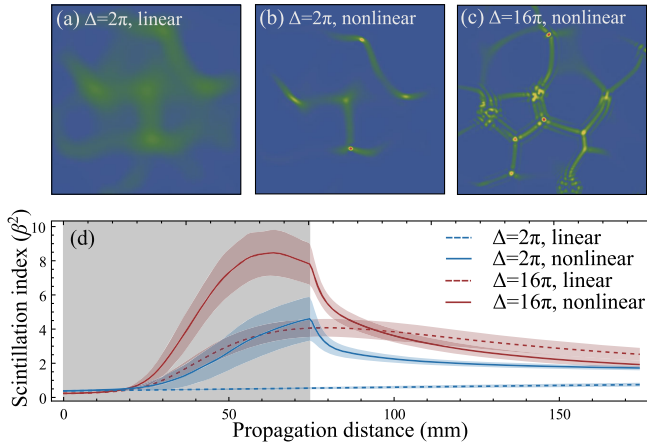 (a) Δ=2π, linear
(b) Δ=2π, nonlinear
(c) Δ=16π, nonlinear
Scintillation index (β²)
10
8
6
4
2
0
(d)
Δ=2π, linear
Δ=2π, nonlinear
Δ=16π, linear
Δ=16π, nonlinear
0
50
100
150
Propagation distance (mm)